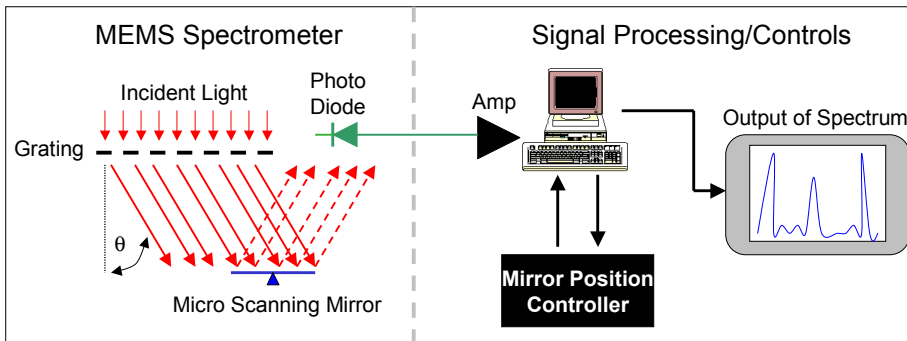 MEMS Spectrometer
Incident Light
Photo
Diode
Grating
θ
Micro Scanning Mirror
Signal Processing/Controls
Amp
Output of Spectrum
Mirror Position
Controller